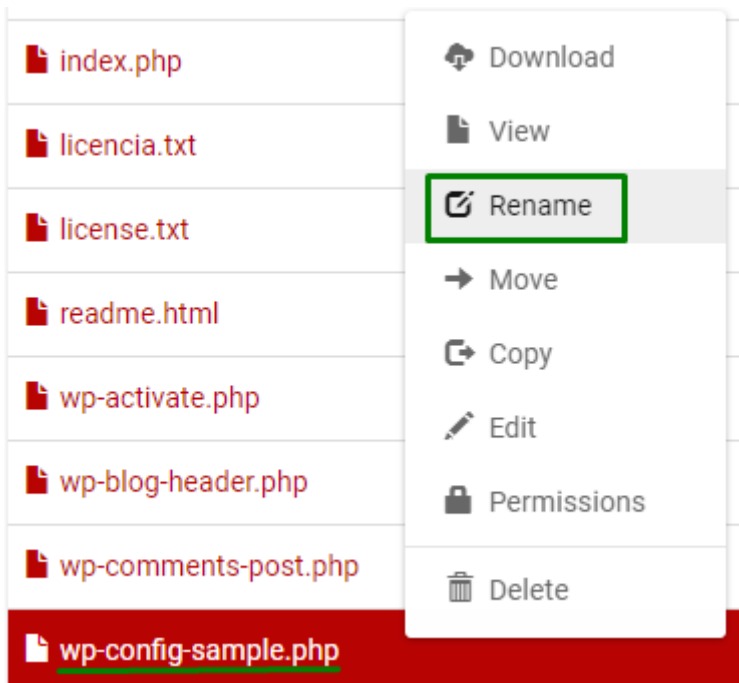 index.php
licencia.txt
license.txt
readme.html
wp-activate.php
wp-blog-header.php
wp-comments-post.php
wp-config-sample.php
Download
View
Rename
Move
Copy
Edit
Permissions
Delete